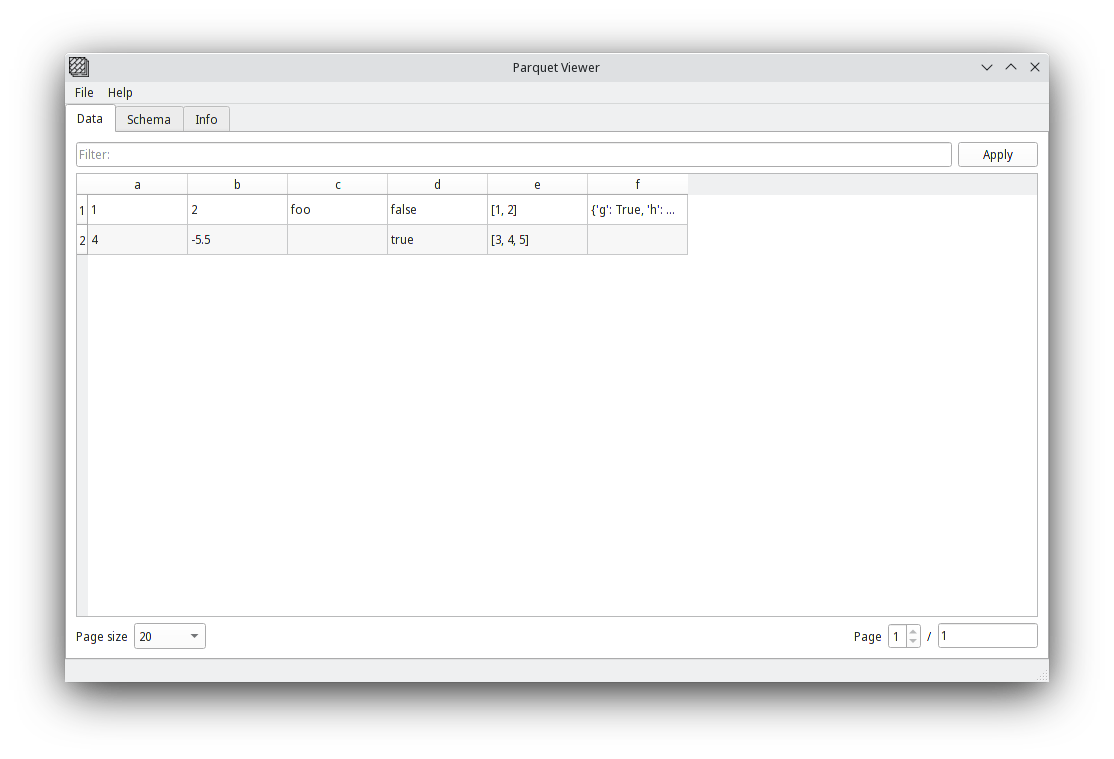 Parquet Viewer
File Help
Data Schema Info
Filter: Apply
a b c d e f
1 1 2 foo false [1, 2] {'g': True, 'h': ...
2 4 -5.5 true [3, 4, 5]
Page size 20 Page 1 / 1